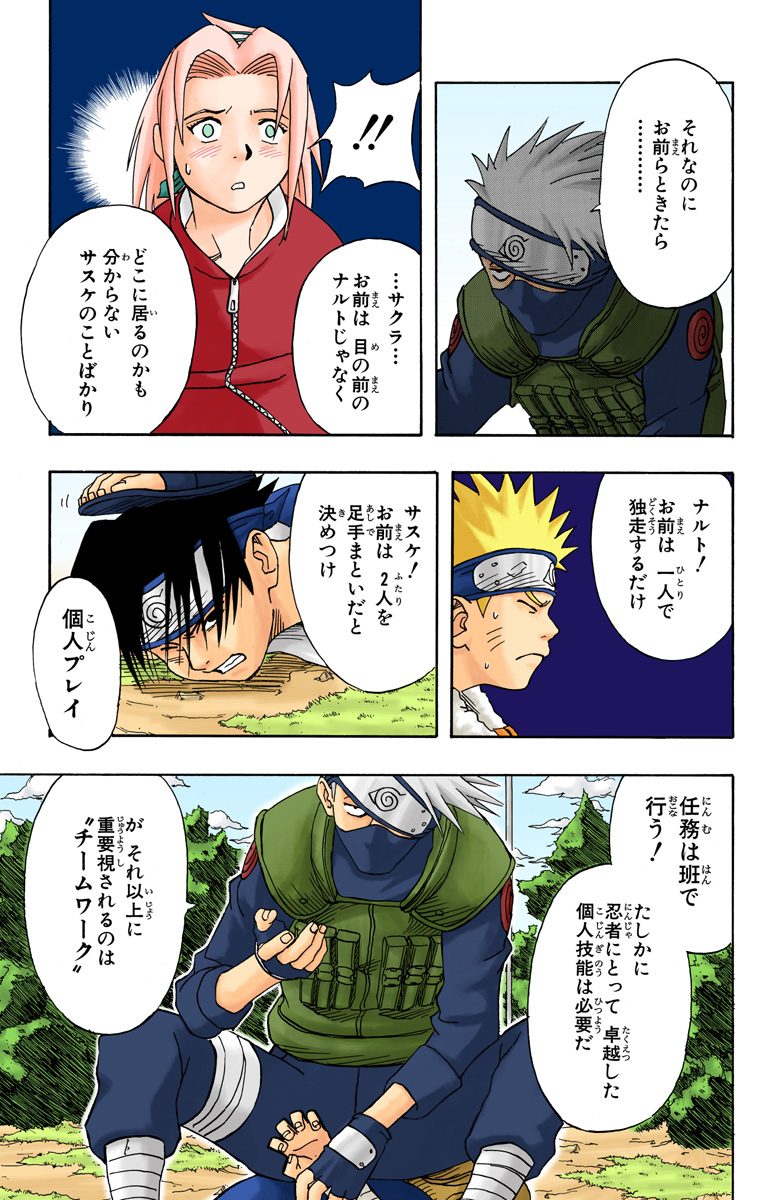 それなのに
お前らときたら
…………
!!
…サクラ…
お前は 目の前の
ナルトじゃなく
どこに居るのかも
分からない
サスケのことばかり
ナルト!
お前は 一人で
独走するだけ
サスケ!
お前は 2人を
足手まといだと
決めつけ
個人プレイ
任務は班で
行う!
たしかに
忍者にとって 卓越した
個人技能は必要だ
が それ以上に
重要視されるのは
〝チームワーク〟